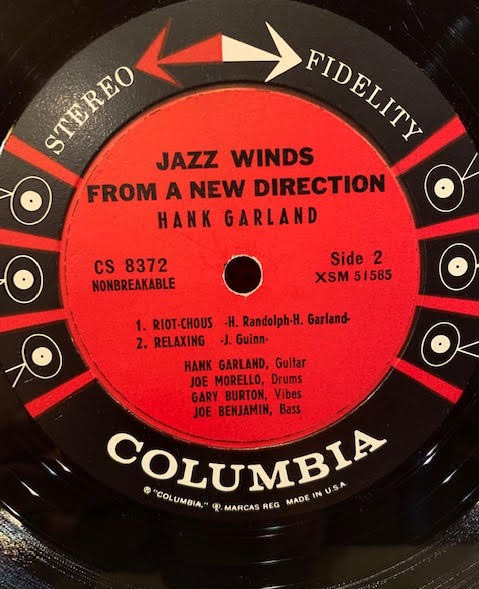 STEREO FIDELITY
JAZZ WINDS
FROM A NEW DIRECTION
HANK GARLAND
CS 8372
NONBREAKABLE
Side 2
XSM 51585
1. RIOT-CHOUS -H. Randolph-H. Garland-
2. RELAXING -J. Guinn-
HANK GARLAND, Guitar
JOE MORELLO, Drums
GARY BURTON, Vibes
JOE BENJAMIN, Bass
COLUMBIA
® "COLUMBIA," MARCAS REG. MADE IN U.S.A.